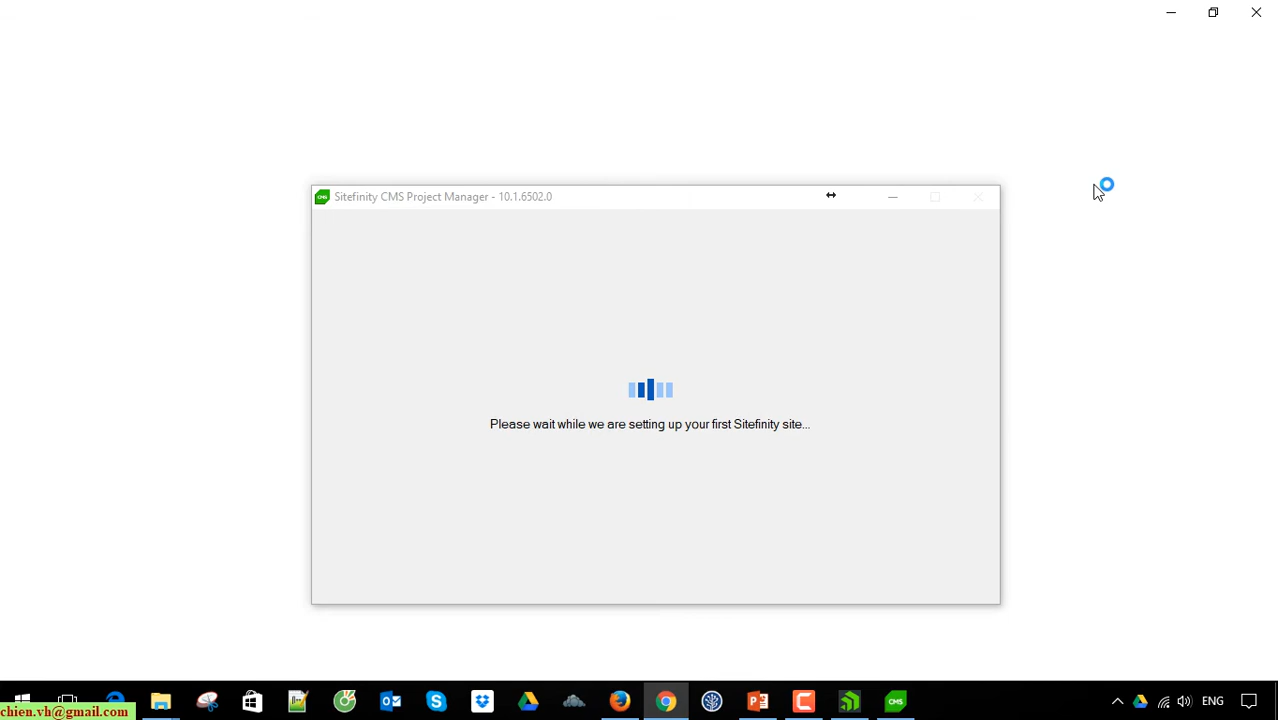 Sitefinity CMS Project Manager - 10.1.6502.0
Please wait while we are setting up your first Sitefinity site...
ENG
chien.vh@gmail.com